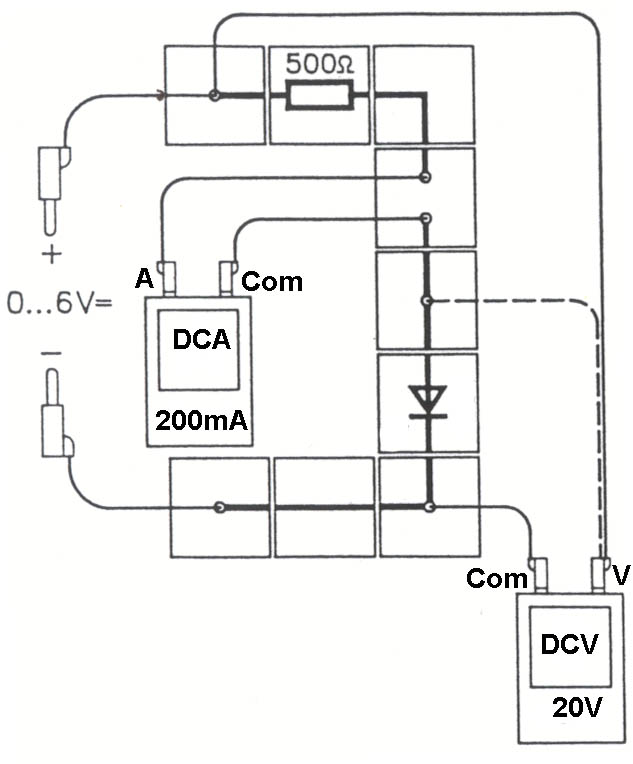 500Ω
+
A
Com
0...6V=
DCA
−
200mA
Com
V
DCV
20V